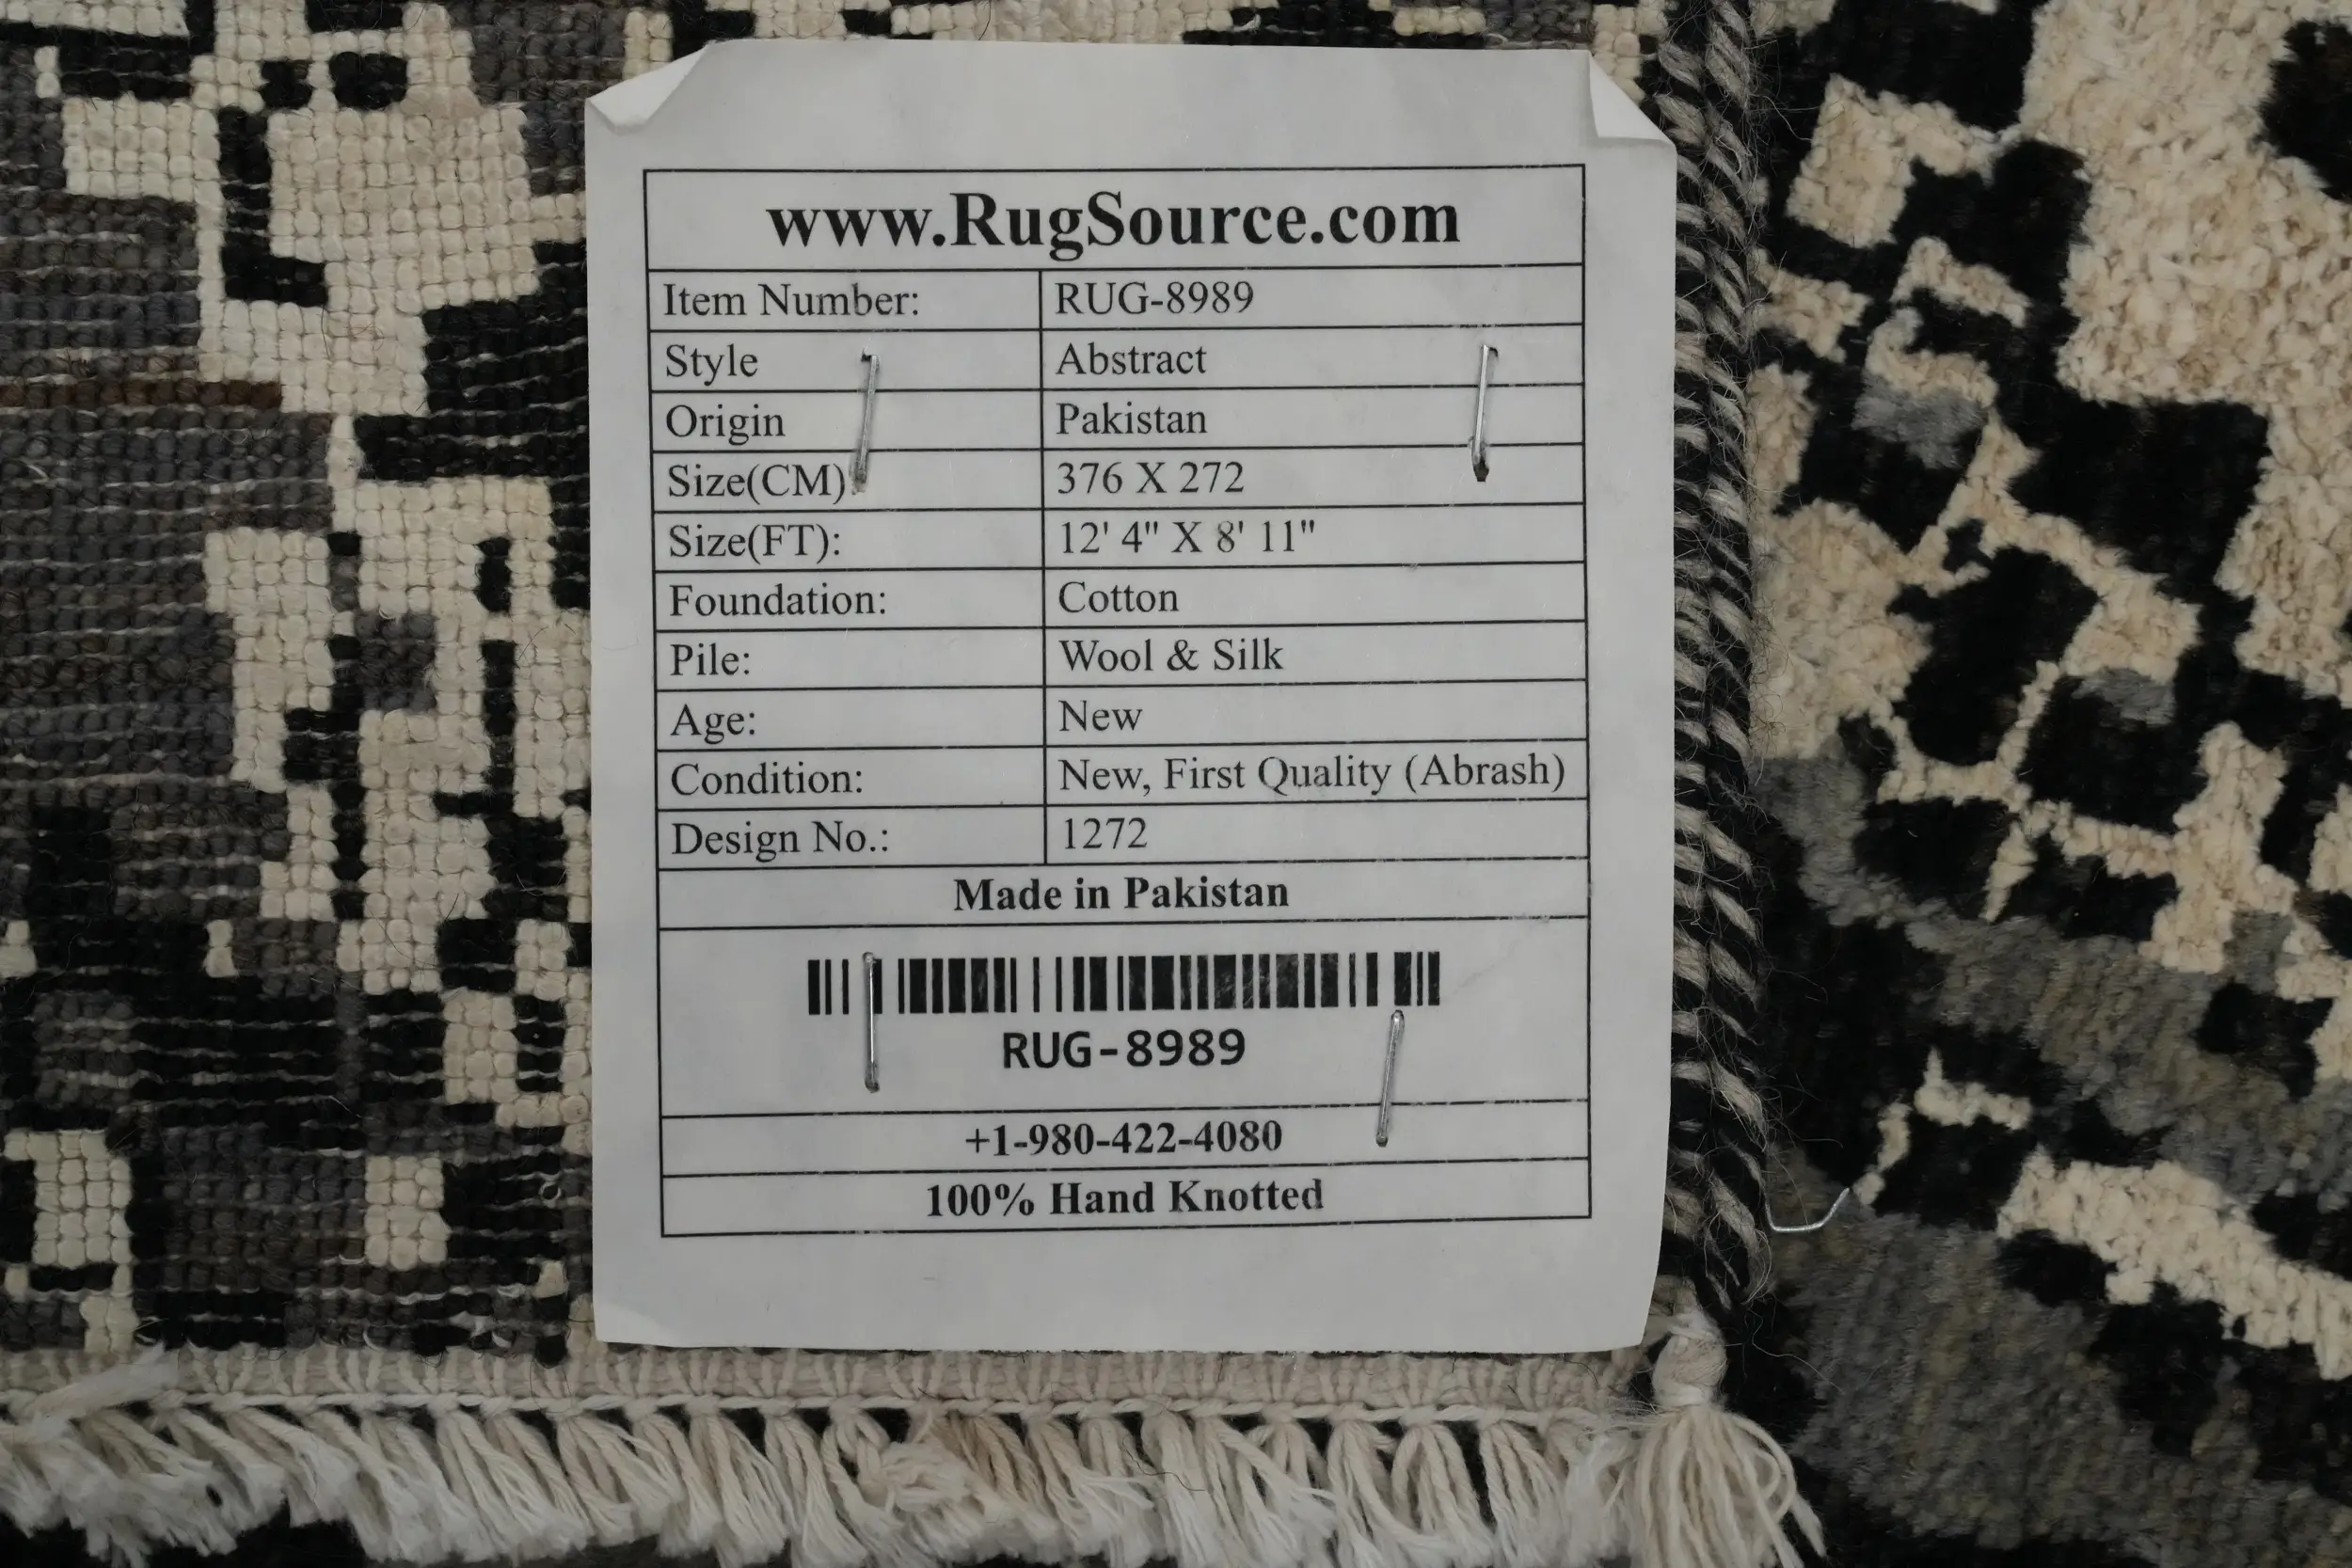 www.RugSource.com
Item Number: RUG-8989
Style Abstract
Origin Pakistan
Size(CM): 376 X 272
Size(FT): 12' 4" X 8' 11"
Foundation: Cotton
Pile: Wool & Silk
Age: New
Condition: New, First Quality (Abrash)
Design No.: 1272
Made in Pakistan
RUG-8989
+1-980-422-4080
100% Hand Knotted